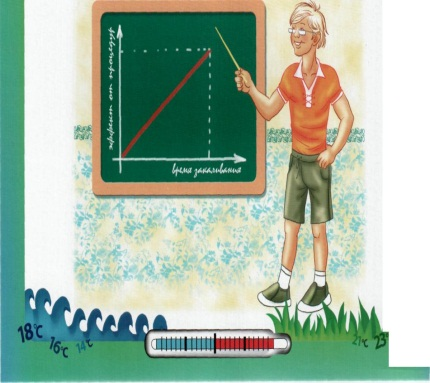 эффект от процедур
время закаливания
18°C
16°C
14°C
21°C
23°